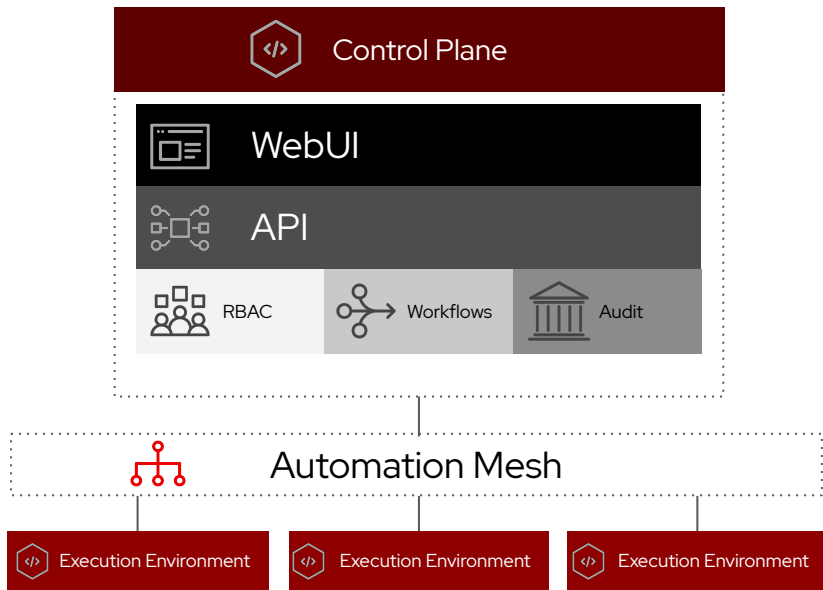 Control Plane
WebUI
API
RBAC
Workflows
Audit
Automation Mesh
Execution Environment
Execution Environment
Execution Environment